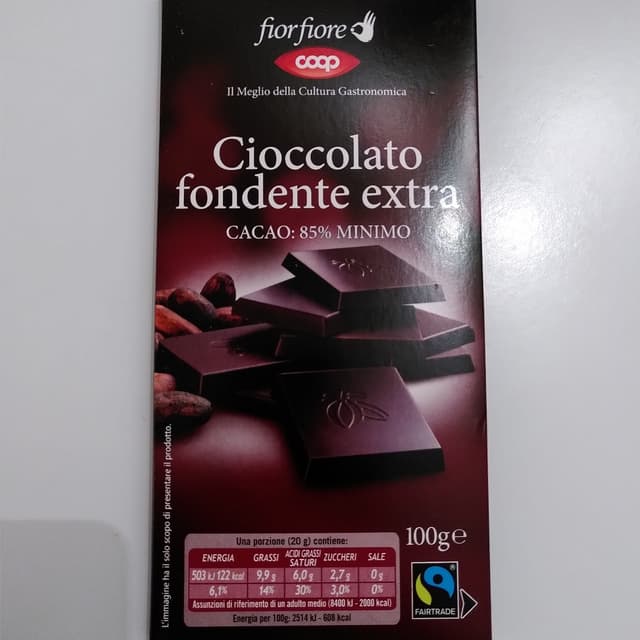 fiorfiore
coop
Il Meglio della Cultura Gastronomica
Cioccolato
fondente extra
CACAO: 85% MINIMO
L'immagine ha il solo scopo di presentare il prodotto.
100g e
Una porzione (20 g) contiene:
ENERGIA GRASSI ACIDI GRASSI SATURI ZUCCHERI SALE
503 kJ 122 kcal 9,9 g 6,0 g 2,7 g 0 g
6,1% 14% 30% 3,0% 0%
Assunzioni di riferimento di un adulto medio (8400 kJ - 2000 kcal)
Energia per 100g: 2514 kJ - 608 kcal
FAIRTRADE